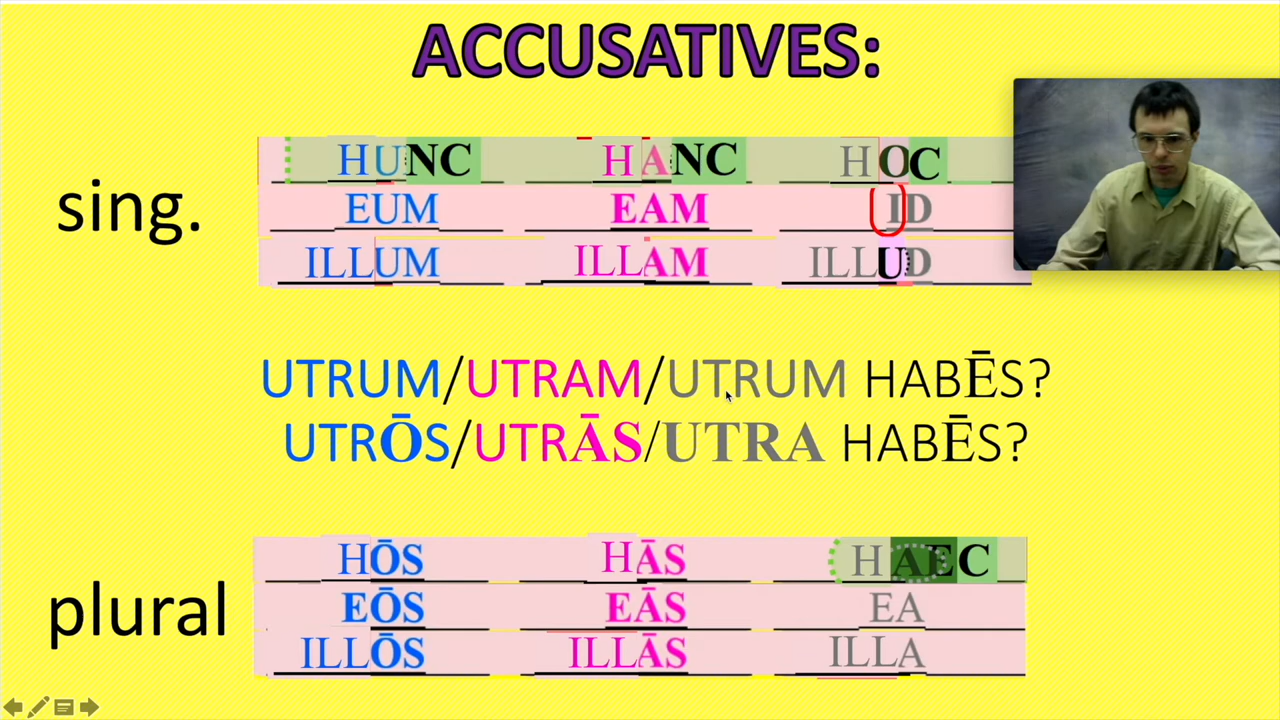 ACCUSATIVES:
sing.
HUNC HANC HOC
EUM EAM ID
ILLUM ILLAM ILLUD
UTRUM/UTRAM/UTRUM HABĒS?
UTRŌS/UTRĀS/UTRA HABĒS?
plural
HŌS HĀS HAEC
EŌS EĀS EA
ILLŌS ILLĀS ILLA